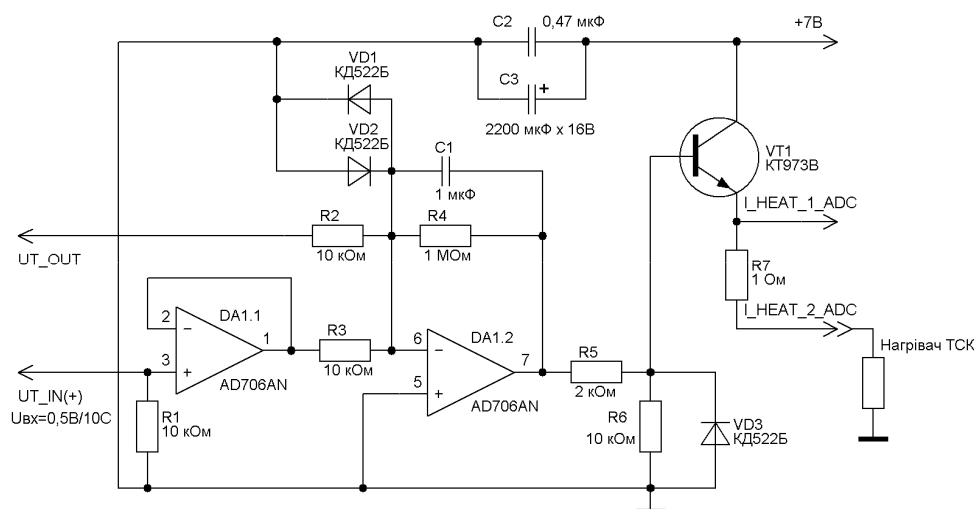 C2
0,47 мкФ
+7В
VD1
КД522Б
C3
+
2200 мкФ x 16В
VD2
КД522Б
C1
1 мкФ
VT1
КТ973В
I_HEAT_1_ADC
R2
10 кОм
R4
1 МОм
UT_OUT
R7
1 Ом
I_HEAT_2_ADC
DA1.1
2
−
3
+
1
AD706AN
R3
10 кОм
DA1.2
6
−
5
+
7
AD706AN
R5
2 кОм
Нагрівач ТСК
UT_IN(+)
Uвх=0,5В/10С
R1
10 кОм
R6
10 кОм
VD3
КД522Б